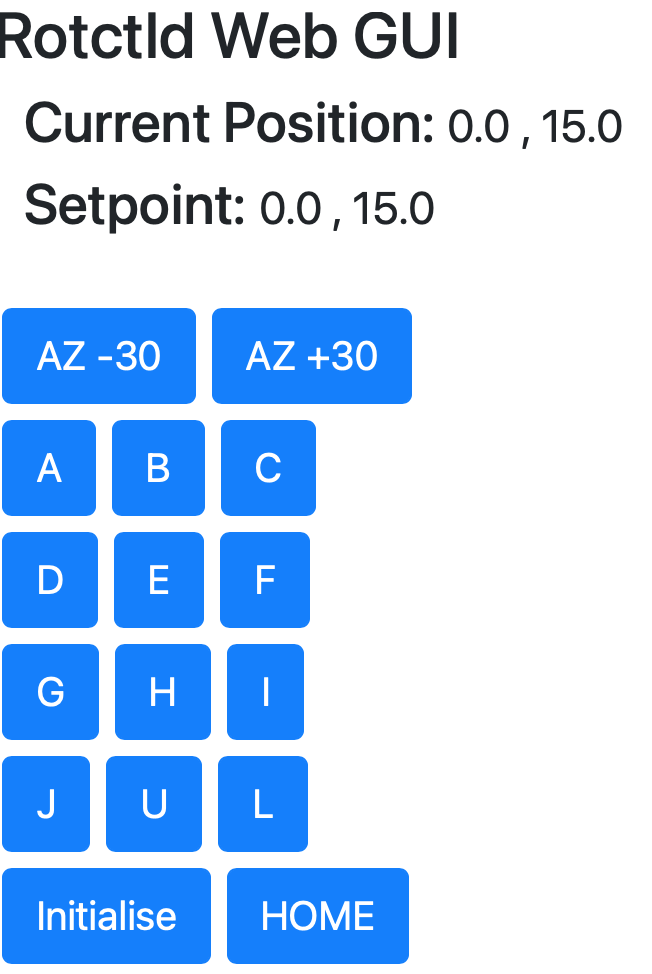 Rotctld Web GUI
Current Position: 0.0 , 15.0
Setpoint: 0.0 , 15.0
AZ -30 AZ +30
A B C
D E F
G H I
J U L
Initialise HOME